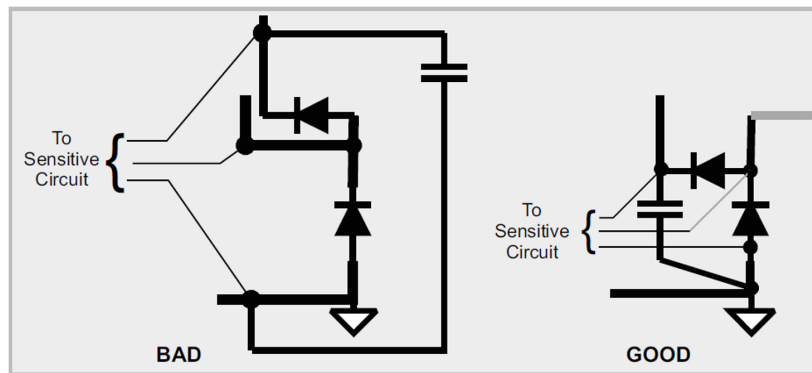 To
Sensitive
Circuit
BAD
To
Sensitive
Circuit
GOOD